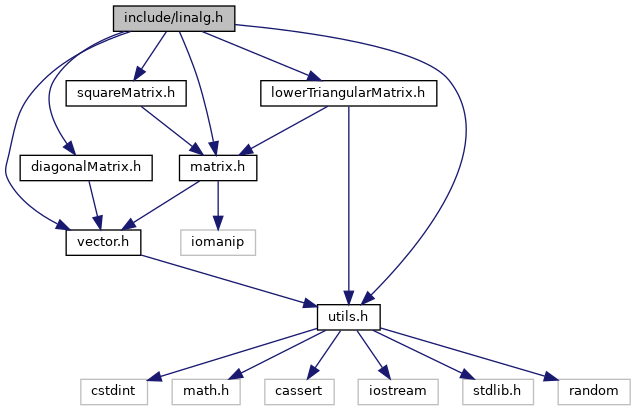 include/linalg.h
squareMatrix.h
lowerTriangularMatrix.h
diagonalMatrix.h
matrix.h
vector.h
iomanip
utils.h
cstdint
math.h
cassert
iostream
stdlib.h
random